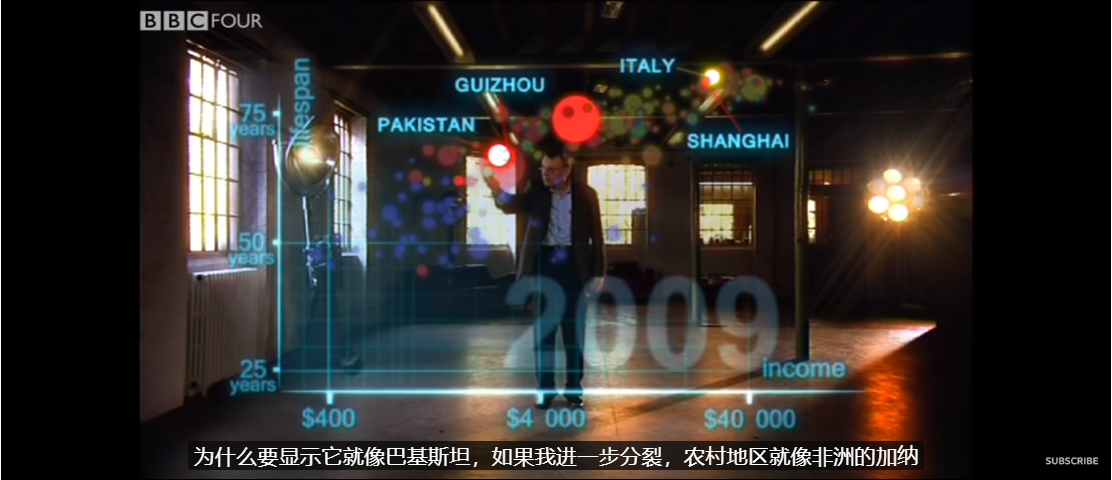 BBC FOUR
lifespan
ITALY
GUIZHOU
PAKISTAN
SHANGHAI
75
years
50
years
2009
25
years
income
$400
$4 000
$40 000
为什么要显示它就像巴基斯坦，如果我进一步分裂，农村地区就像非洲的加纳
SUBSCRIBE